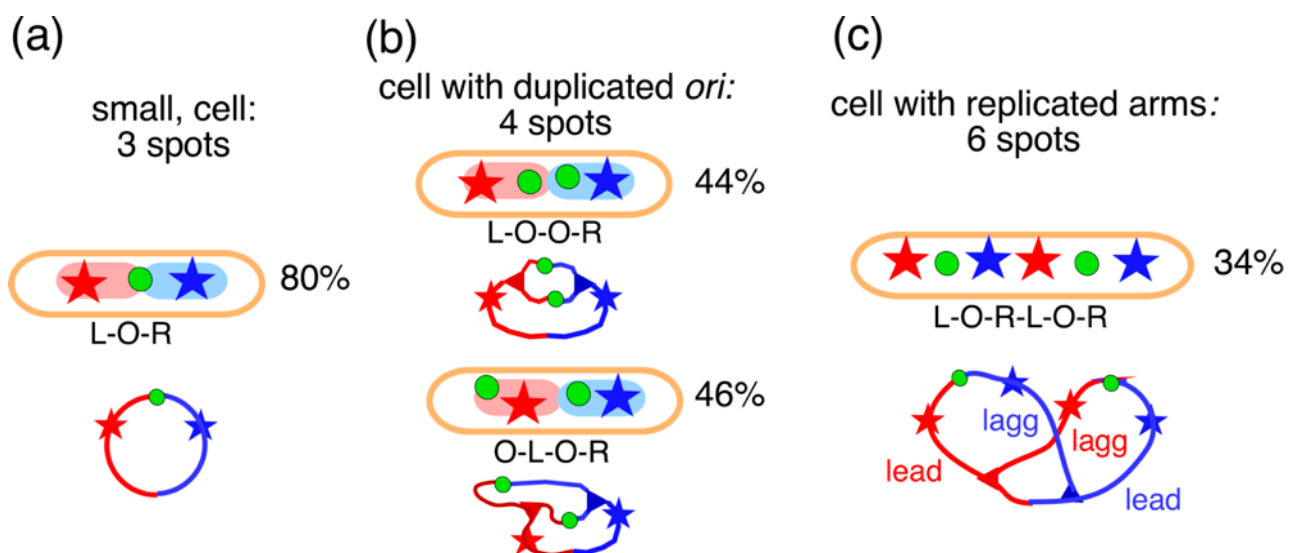 (a)
small, cell:
3 spots
80%
L-O-R
(b)
cell with duplicated ori:
4 spots
44%
L-O-O-R
46%
O-L-O-R
(c)
cell with replicated arms:
6 spots
34%
L-O-R-L-O-R
lagg
lagg
lead
lead